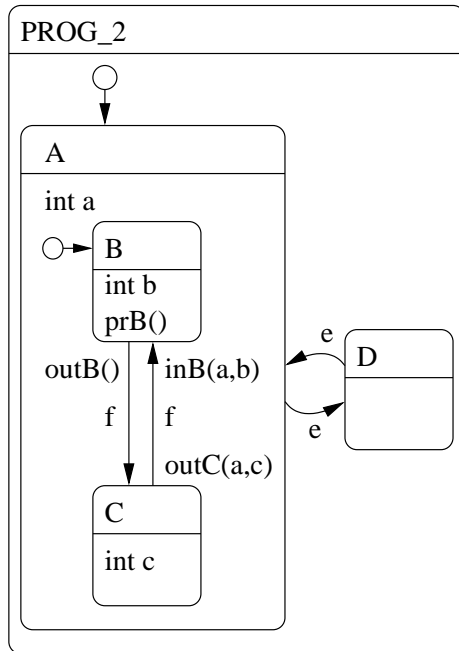 PROG_2
A
int a
B
int b
prB()
outB() inB(a,b)
f f
outC(a,c)
C
int c
e
D
e